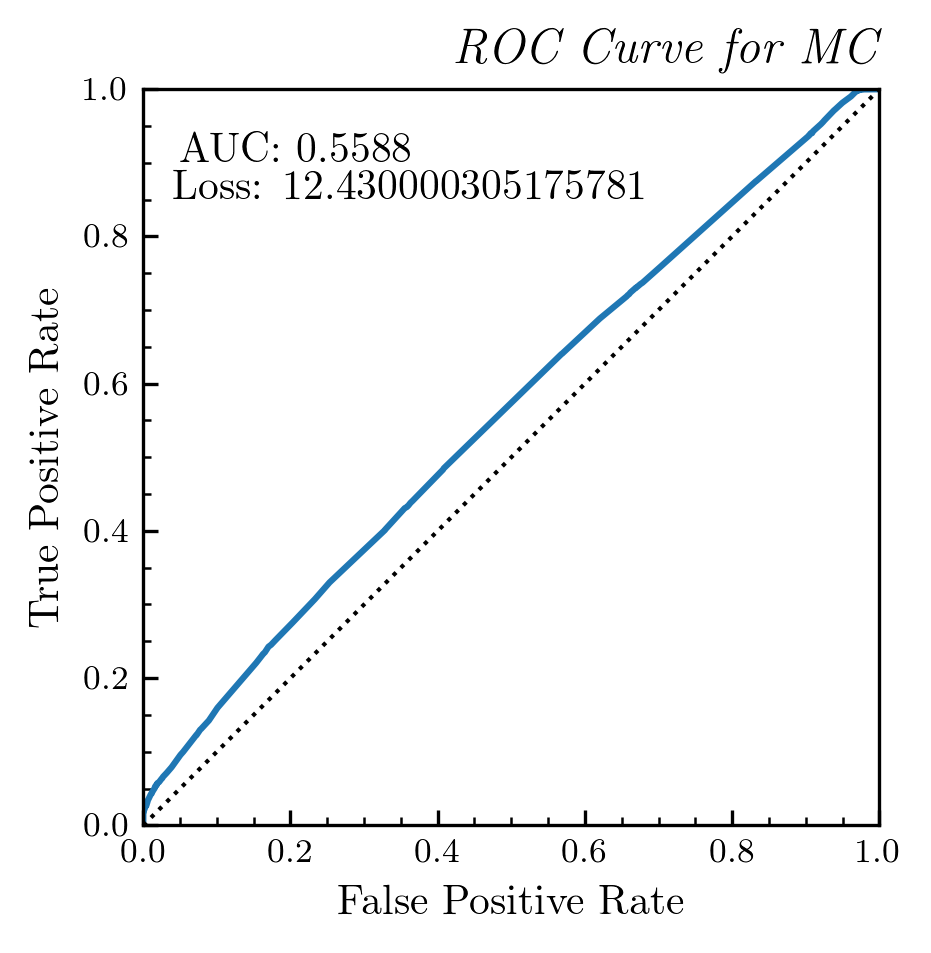 ROC Curve for MC
1.0
AUC: 0.5588
Loss: 12.430000305175781
0.8
0.6
0.4
0.2
0.0
True Positive Rate
0.0 0.2 0.4 0.6 0.8 1.0
False Positive Rate